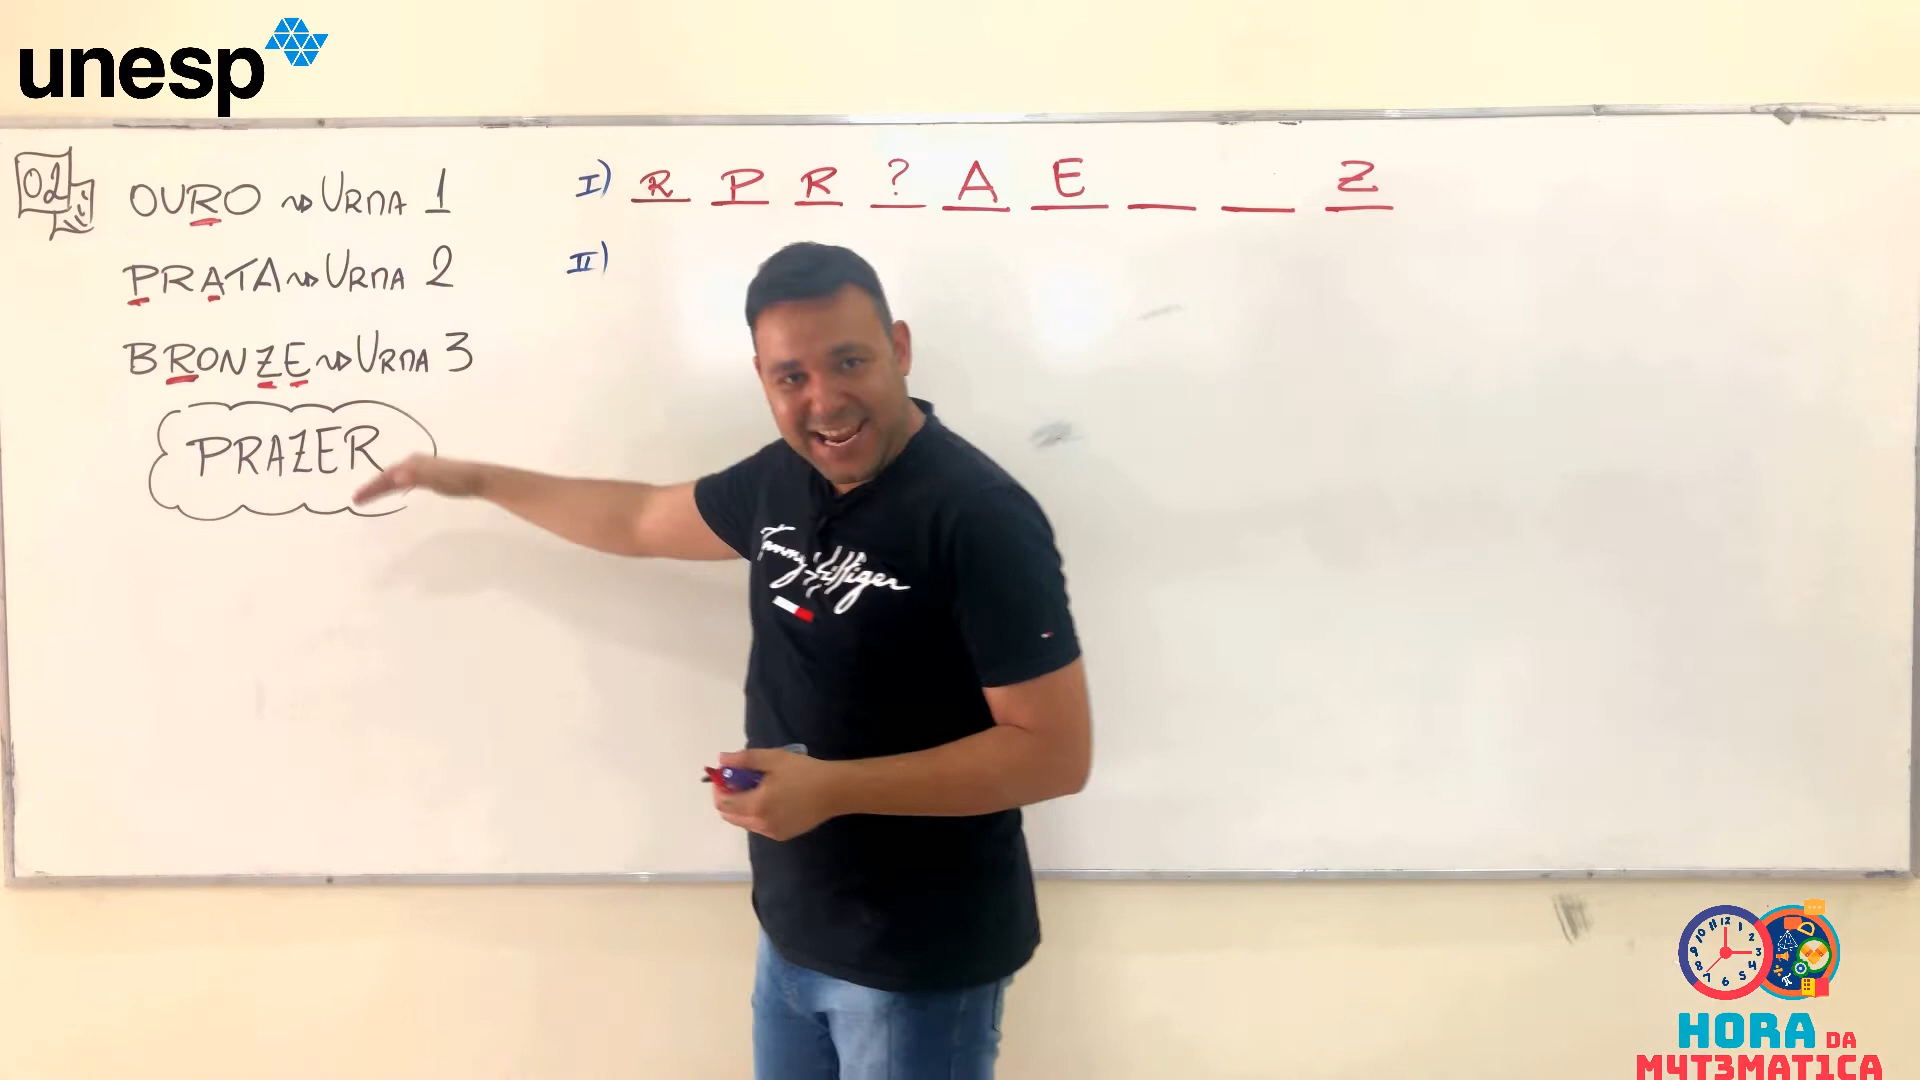 unesp
02
OURO ⇝ URNA 1
PRATA ⇝ URNA 2
BRONZE ⇝ URNA 3
PRAZER
I) R P R ? A E _ _ Z
II)
Tommy Hilfiger
HORA DA
M4T3MAT1CA